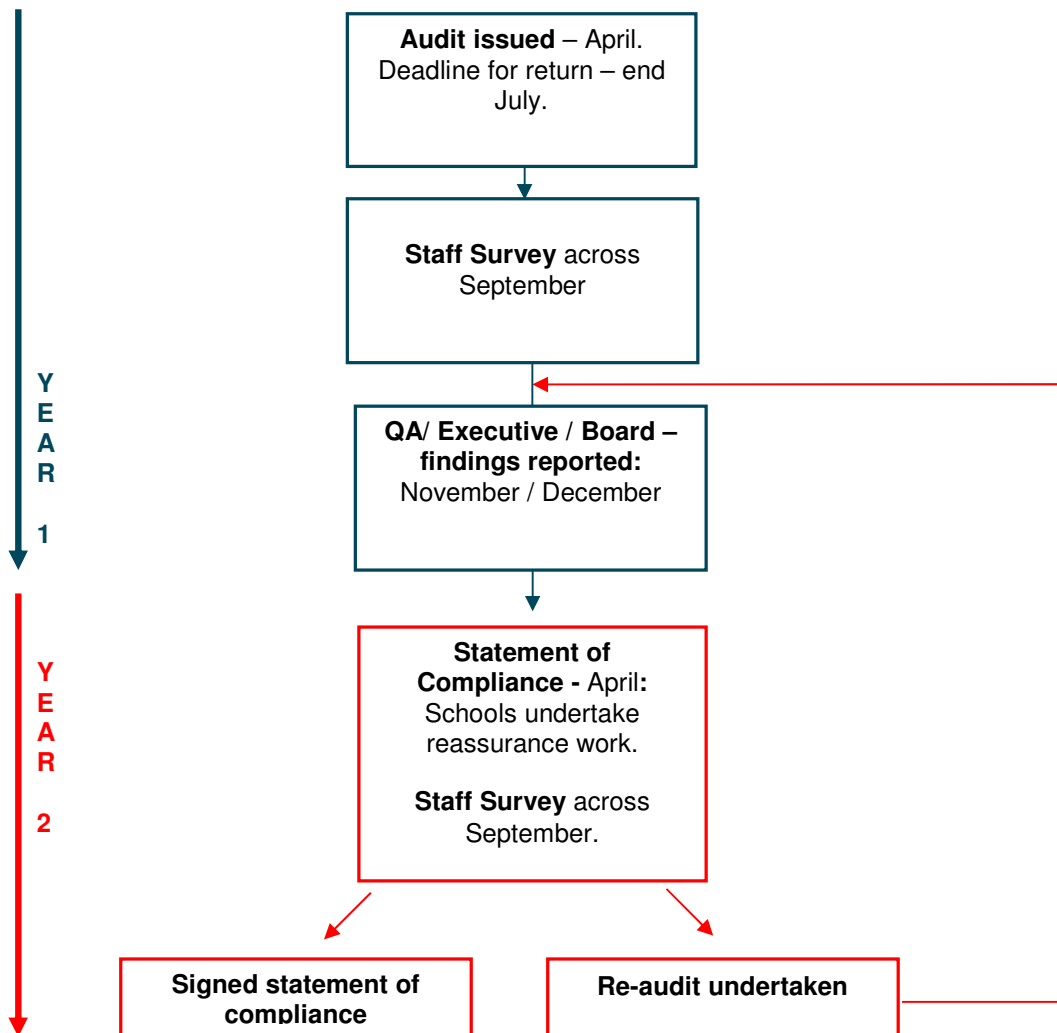 Audit issued – April.
Deadline for return – end
July.
Staff Survey across
September
YEAR 1
QA/ Executive / Board –
findings reported:
November / December
Statement of
Compliance - April:
Schools undertake
reassurance work.
Staff Survey across
September.
YEAR 2
Signed statement of
compliance
Re-audit undertaken